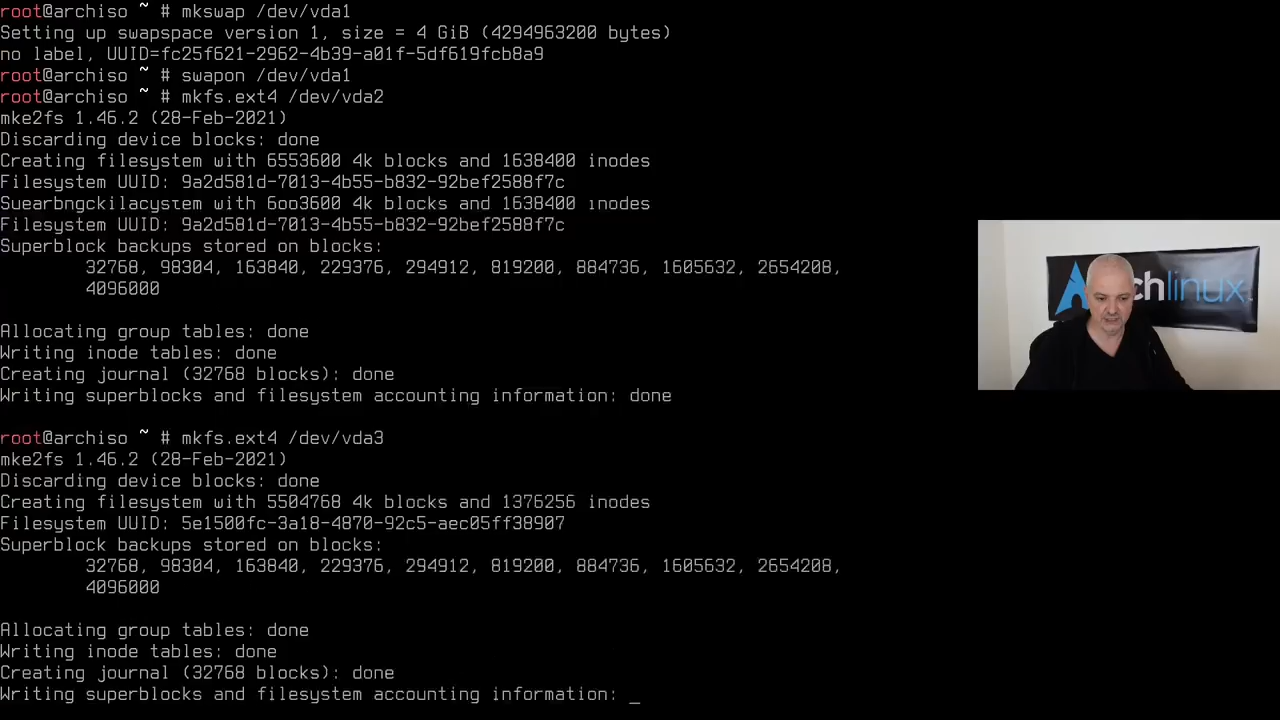 root@archiso ~ # mkswap /dev/vda1
Setting up swapspace version 1, size = 4 GiB (4294963200 bytes)
no label, UUID=fc25f621-2962-4b39-a01f-5df619fcb8a9
root@archiso ~ # swapon /dev/vda1
root@archiso ~ # mkfs.ext4 /dev/vda2
mke2fs 1.46.2 (28-Feb-2021)
Discarding device blocks: done
Creating filesystem with 6553600 4k blocks and 1638400 inodes
Filesystem UUID: 9a2d581d-7013-4b55-b832-92bef2588f7c
with 4k blocks and 1638400 inodes
Filesystem UUID: 9a2d581d-7013-4b55-b832-92bef2588f7c
Superblock backups stored on blocks:
32768, 98304, 163840, 229376, 294912, 819200, 884736, 1605632, 2654208,
4096000
Allocating group tables: done
Writing inode tables: done
Creating journal (32768 blocks): done
Writing superblocks and filesystem accounting information: done
root@archiso ~ # mkfs.ext4 /dev/vda3
mke2fs 1.46.2 (28-Feb-2021)
Discarding device blocks: done
Creating filesystem with 5504768 4k blocks and 1376256 inodes
Filesystem UUID: 5e1500fc-3a18-4870-92c5-aec05ff38907
Superblock backups stored on blocks:
32768, 98304, 163840, 229376, 294912, 819200, 884736, 1605632, 2654208,
4096000
Allocating group tables: done
Writing inode tables: done
Creating journal (32768 blocks): done
Writing superblocks and filesystem accounting information: _
ch linux